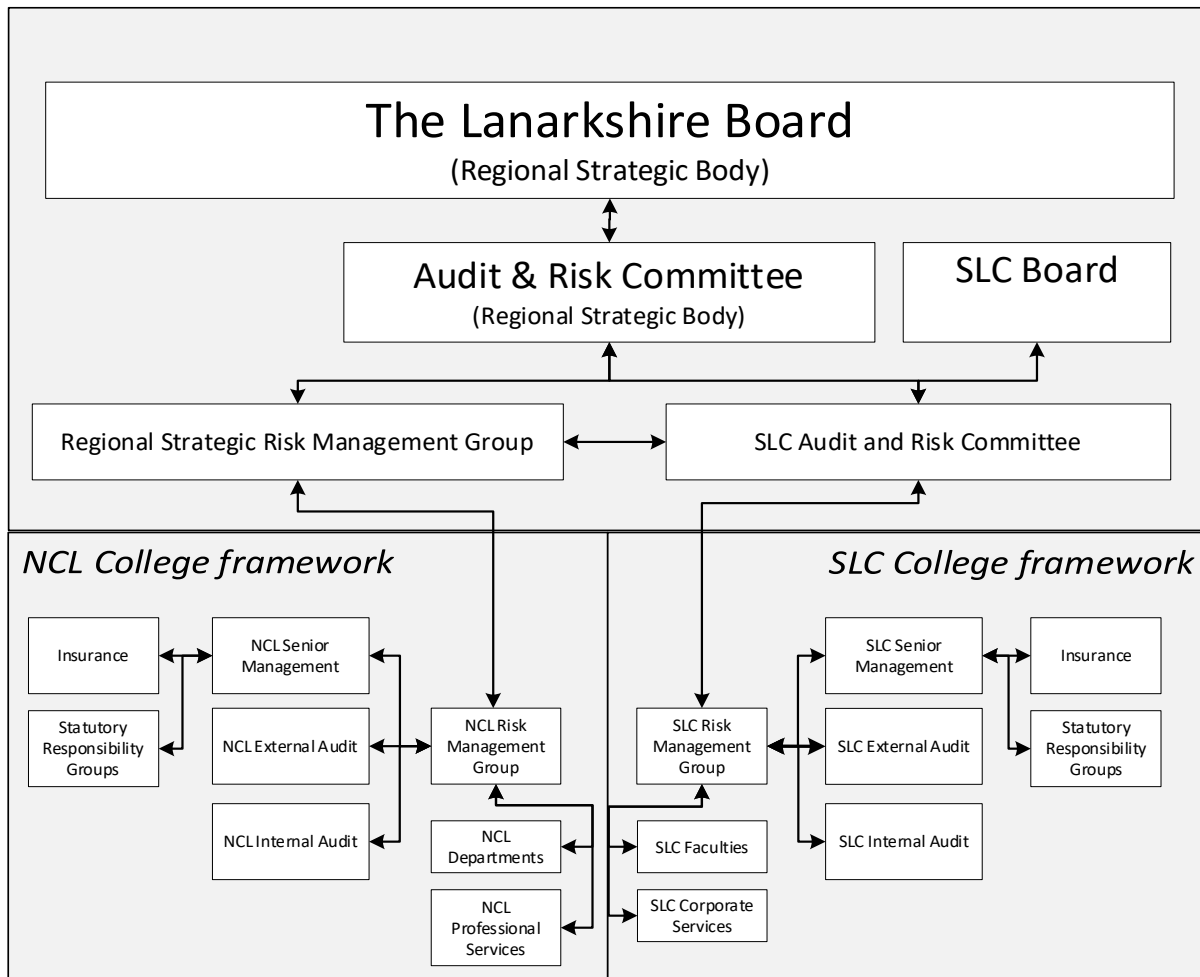 The Lanarkshire Board
(Regional Strategic Body)
Audit & Risk Committee
(Regional Strategic Body)
SLC Board
Regional Strategic Risk Management Group
SLC Audit and Risk Committee
NCL College framework
SLC College framework
Insurance
NCL Senior
Management
Statutory
Responsibility
Groups
NCL External Audit
NCL Risk
Management
Group
NCL Internal Audit
NCL
Departments
NCL
Professional
Services
SLC Senior
Management
Insurance
SLC Risk
Management
Group
SLC External Audit
Statutory
Responsibility
Groups
SLC Faculties
SLC Internal Audit
SLC Corporate
Services